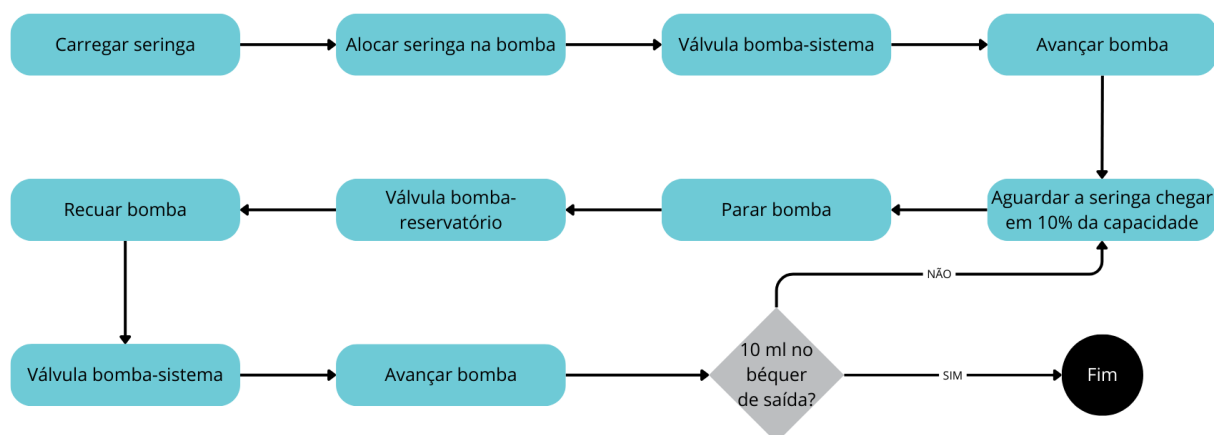 Carregar seringa
Alocar seringa na bomba
Válvula bomba-sistema
Avançar bomba
Aguardar a seringa chegar
em 10% da capacidade
Parar bomba
Válvula bomba-
reservatório
Recuar bomba
Válvula bomba-sistema
Avançar bomba
10 ml no
béquer
de saída?
NÃO
SIM
Fim